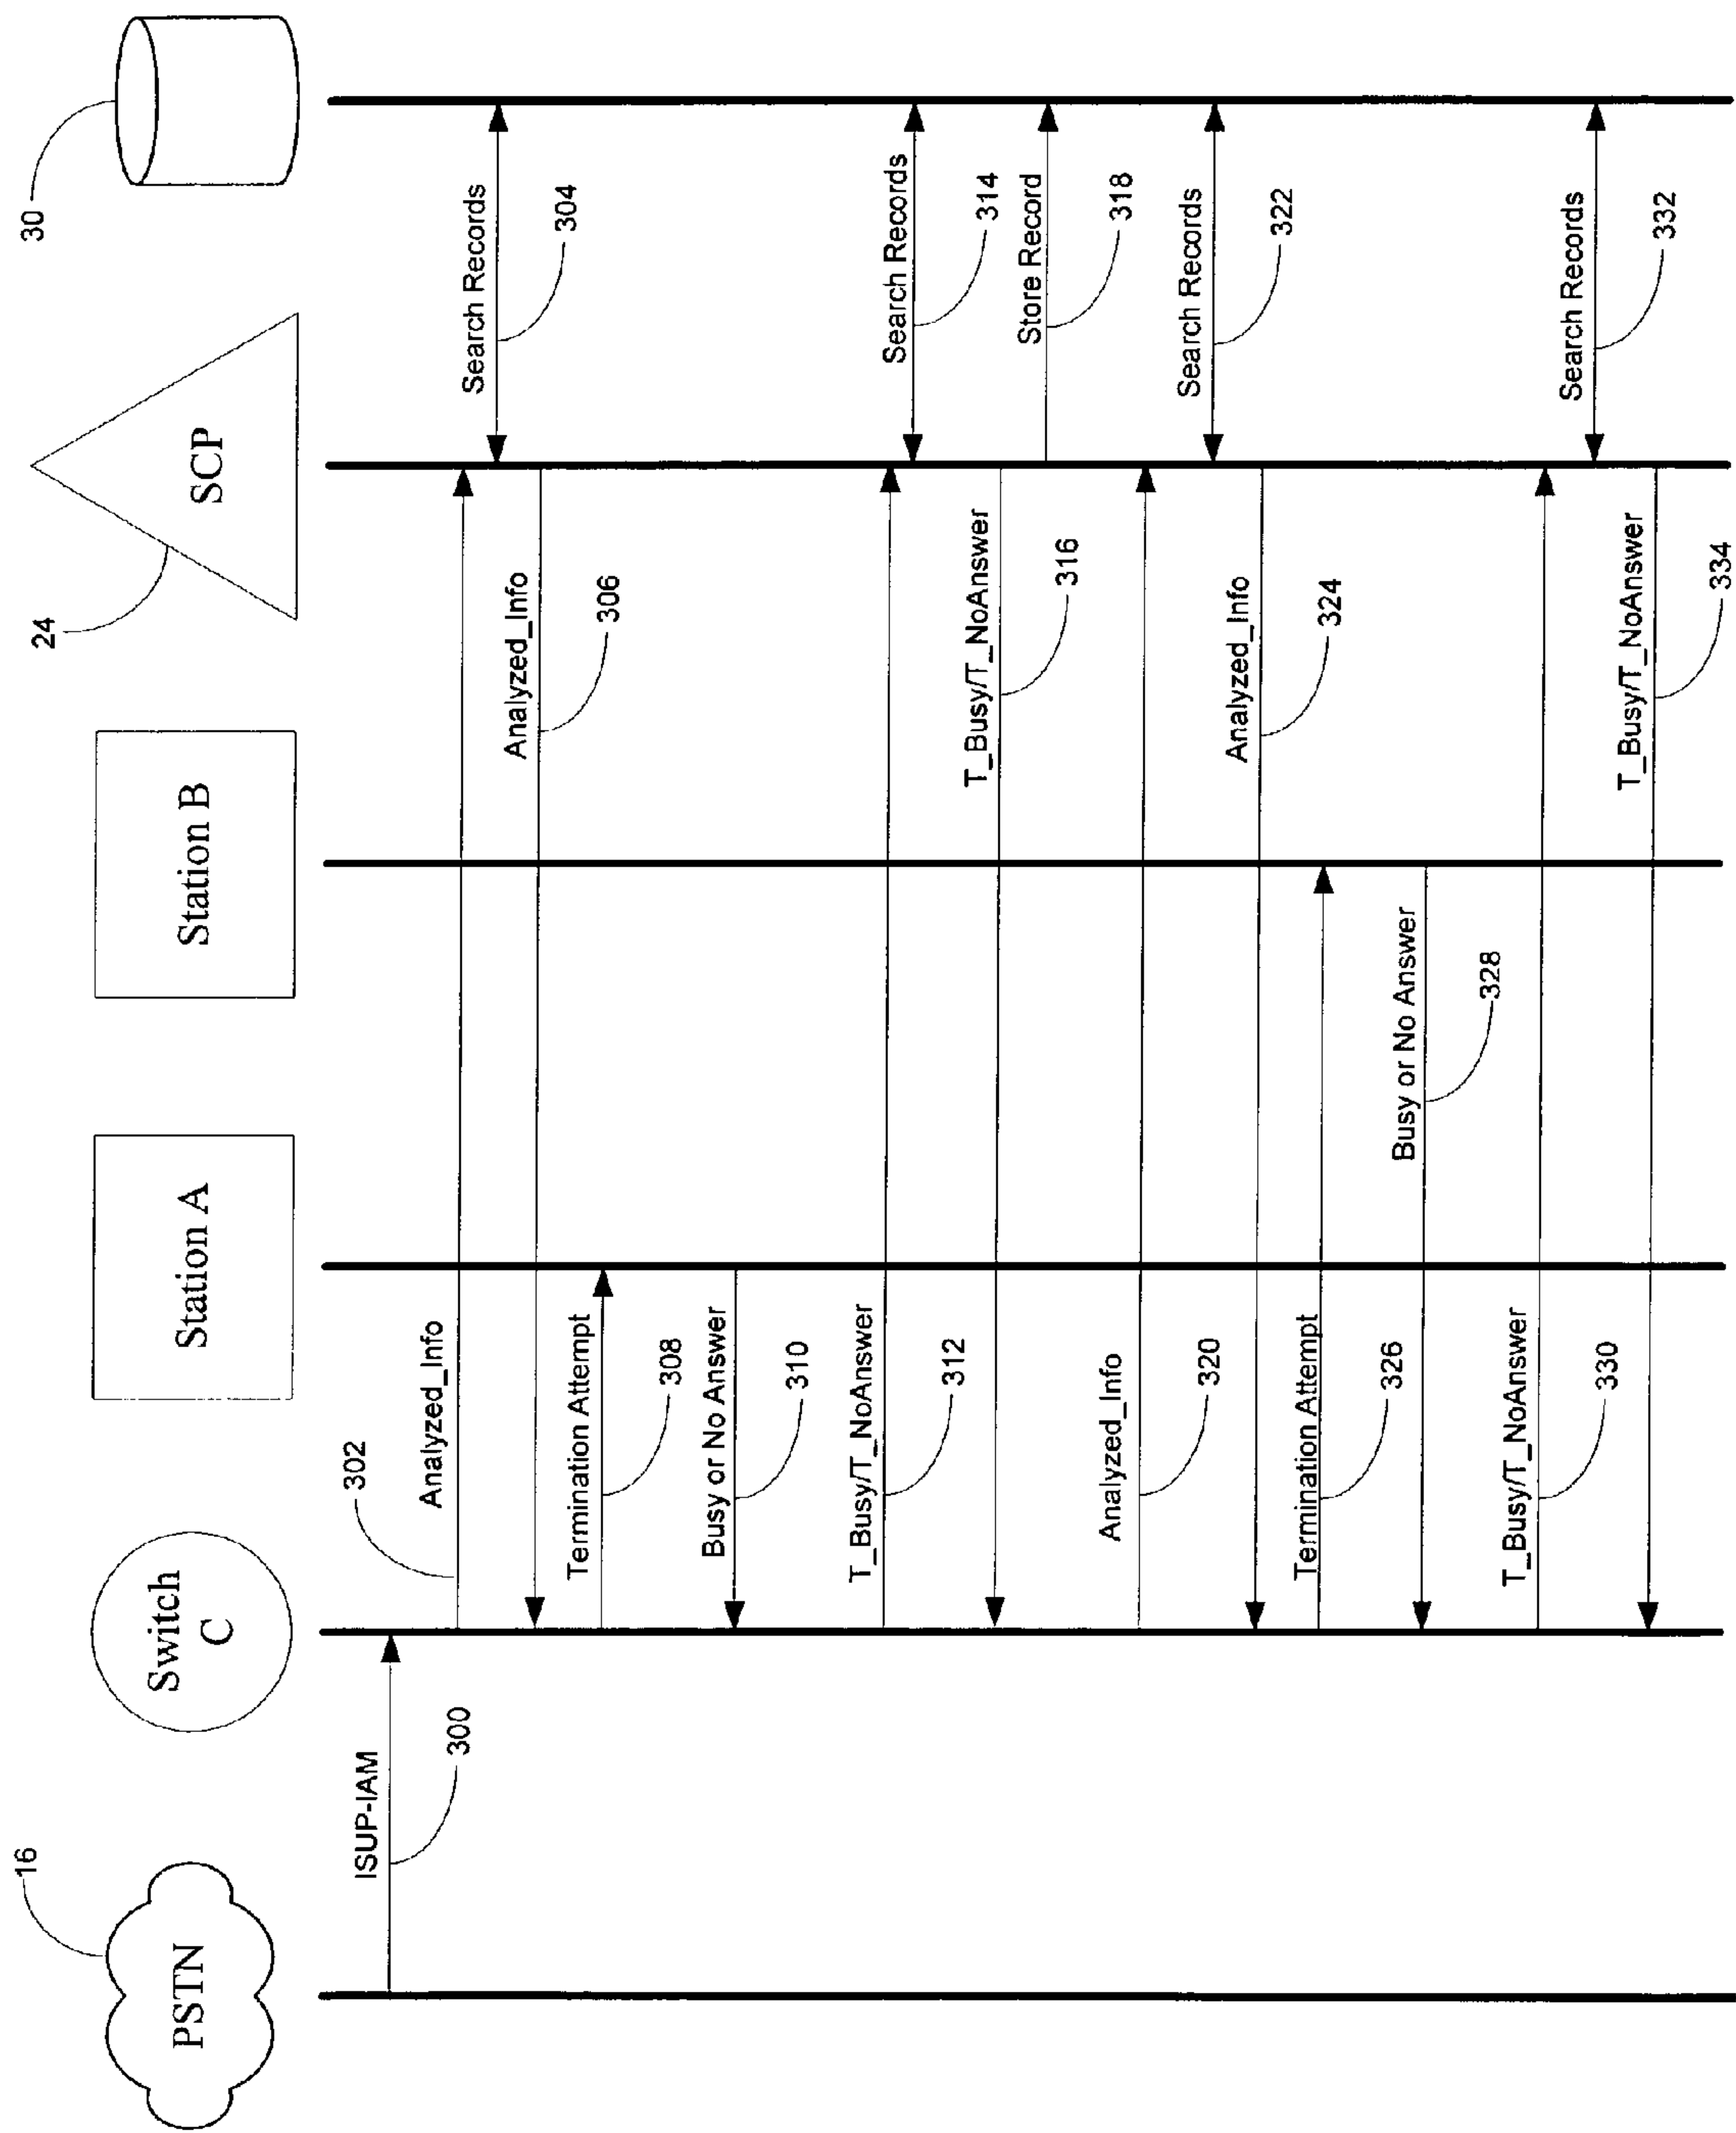 16
PSTN
Switch
C
Station A
Station B
24
SCP
30
ISUP-IAM
300
302
Analyzed_Info
Search Records
304
Analyzed_Info
306
Termination Attempt
308
Busy or No Answer
310
T_Busy/T_NoAnswer
312
Search Records
314
T_Busy/T_NoAnswer
316
Store Record
318
Analyzed_Info
320
Search Records
322
Analyzed_Info
324
Termination Attempt
326
Busy or No Answer
328
T_Busy/T_NoAnswer
330
Search Records
332
T_Busy/T_NoAnswer
334